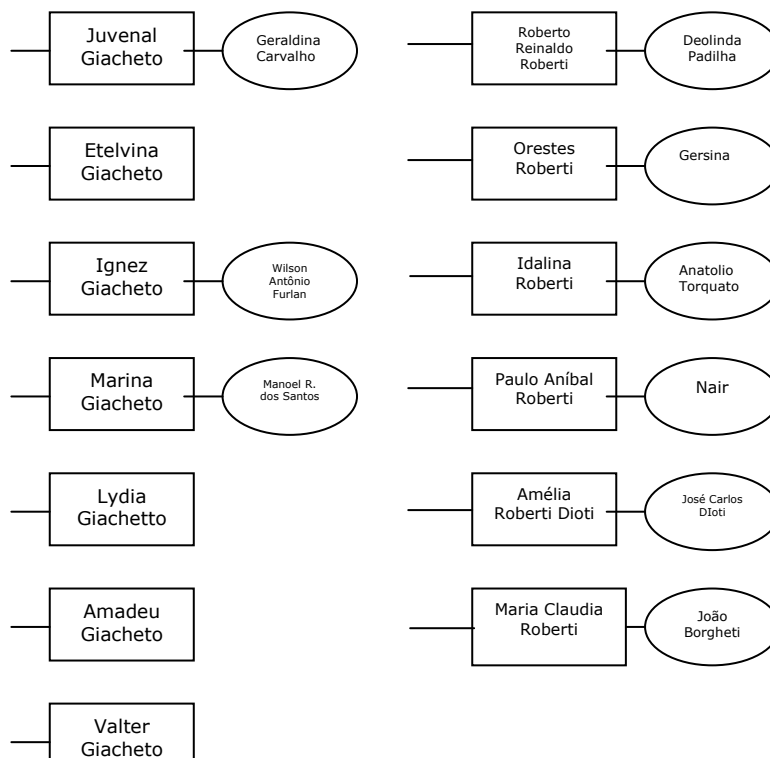 Juvenal
Giacheto
Geraldina
Carvalho
Roberto
Reinaldo
Roberti
Deolinda
Padilha
Etelvina
Giacheto
Orestes
Roberti
Gersina
Ignez
Giacheto
Wilson
Antônio
Furlan
Idalina
Roberti
Anatolio
Torquato
Marina
Giacheto
Manoel R.
dos Santos
Paulo Aníbal
Roberti
Nair
Lydia
Giachetto
Amélia
Roberti Dioti
José Carlos
DIoti
Amadeu
Giacheto
Maria Claudia
Roberti
João
Borgheti
Valter
Giacheto